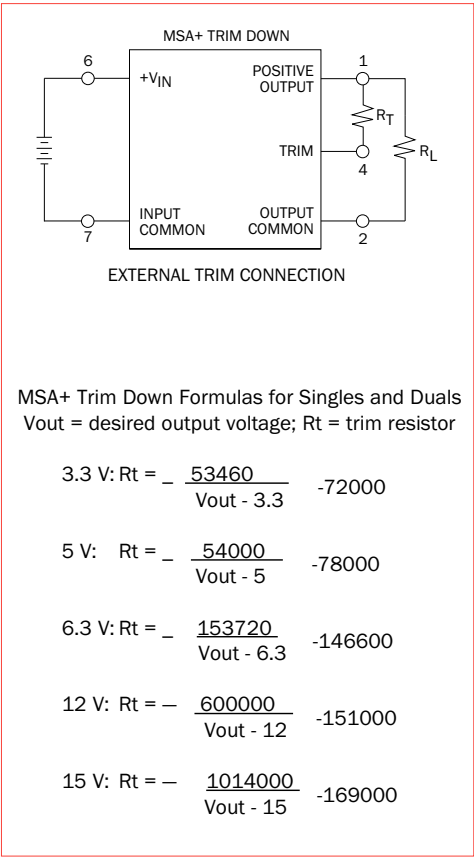 MSA+ TRIM DOWN
6
+VIN
POSITIVE
OUTPUT
1
RT
TRIM
4
RL
INPUT
COMMON
7
OUTPUT
COMMON
2
EXTERNAL TRIM CONNECTION
MSA+ Trim Down Formulas for Singles and Duals
Vout = desired output voltage; Rt = trim resistor
3.3 V: Rt = _ 53460
Vout - 3.3 -72000
5 V: Rt = _ 54000
Vout - 5 -78000
6.3 V: Rt = _ 153720
Vout - 6.3 -146600
12 V: Rt = — 600000
Vout - 12 -151000
15 V: Rt = — 1014000
Vout - 15 -169000